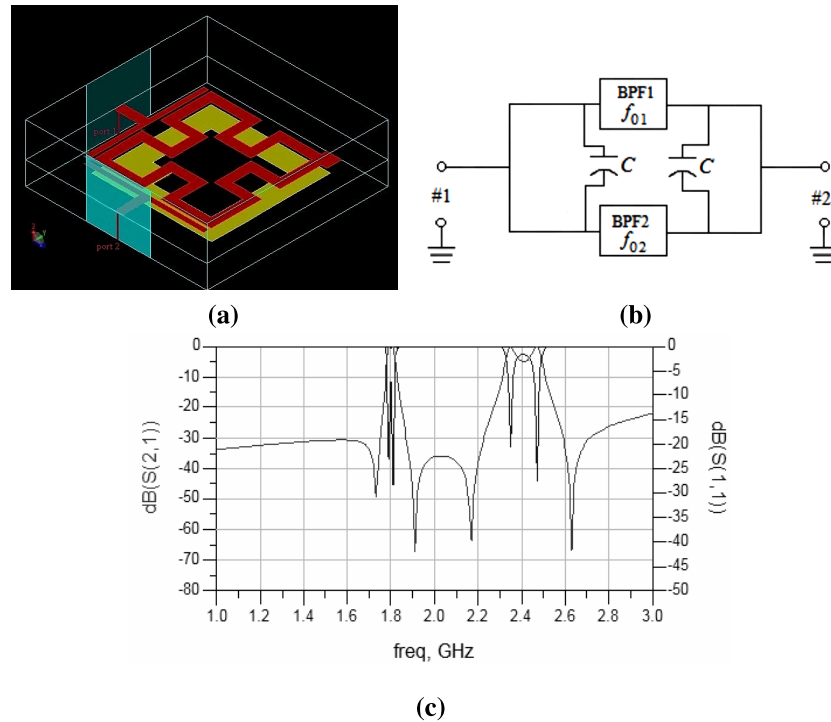 port 1
port 2
(a)
BPF1
f01
C
C
#1
#2
BPF2
f02
(b)
0
-10
-20
-30
-40
-50
-60
-70
-80
dB(S(2,1))
0
-5
-10
-15
-20
-25
-30
-35
-40
-45
-50
dB(S(1,1))
1.0 1.2 1.4 1.6 1.8 2.0 2.2 2.4 2.6 2.8 3.0
freq, GHz
(c)